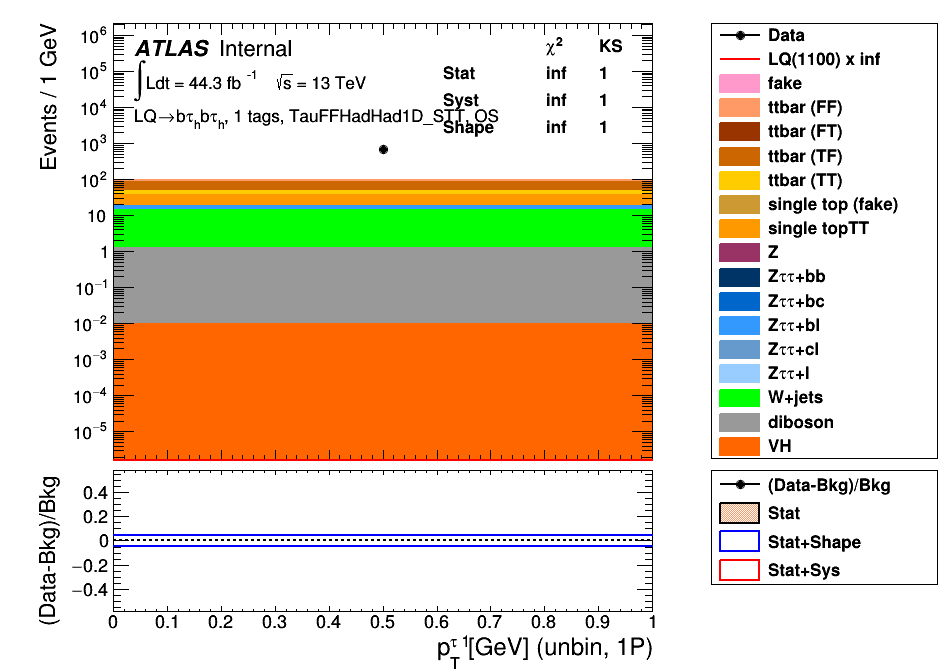 Events / 1 GeV
10⁶
10⁵
10⁴
10³
10²
10
1
10⁻¹
10⁻²
10⁻³
10⁻⁴
10⁻⁵
ATLAS Internal
∫Ldt = 44.3 fb⁻¹ √s = 13 TeV
LQ→bτₕbτₕ, 1 tags, TauFFHadHad1D_STT, OS
χ² KS
Stat inf 1
Syst inf 1
Shape inf 1
Data
LQ(1100) x inf
fake
ttbar (FF)
ttbar (FT)
ttbar (TF)
ttbar (TT)
single top (fake)
single topTT
Z
Zττ+bb
Zττ+bc
Zττ+bl
Zττ+cl
Zττ+l
W+jets
diboson
VH
(Data-Bkg)/Bkg
0.4
0.2
0
−0.2
−0.4
0 0.1 0.2 0.3 0.4 0.5 0.6 0.7 0.8 0.9 1
p_T^τ 1 [GeV] (unbin, 1P)
(Data-Bkg)/Bkg
Stat
Stat+Shape
Stat+Sys